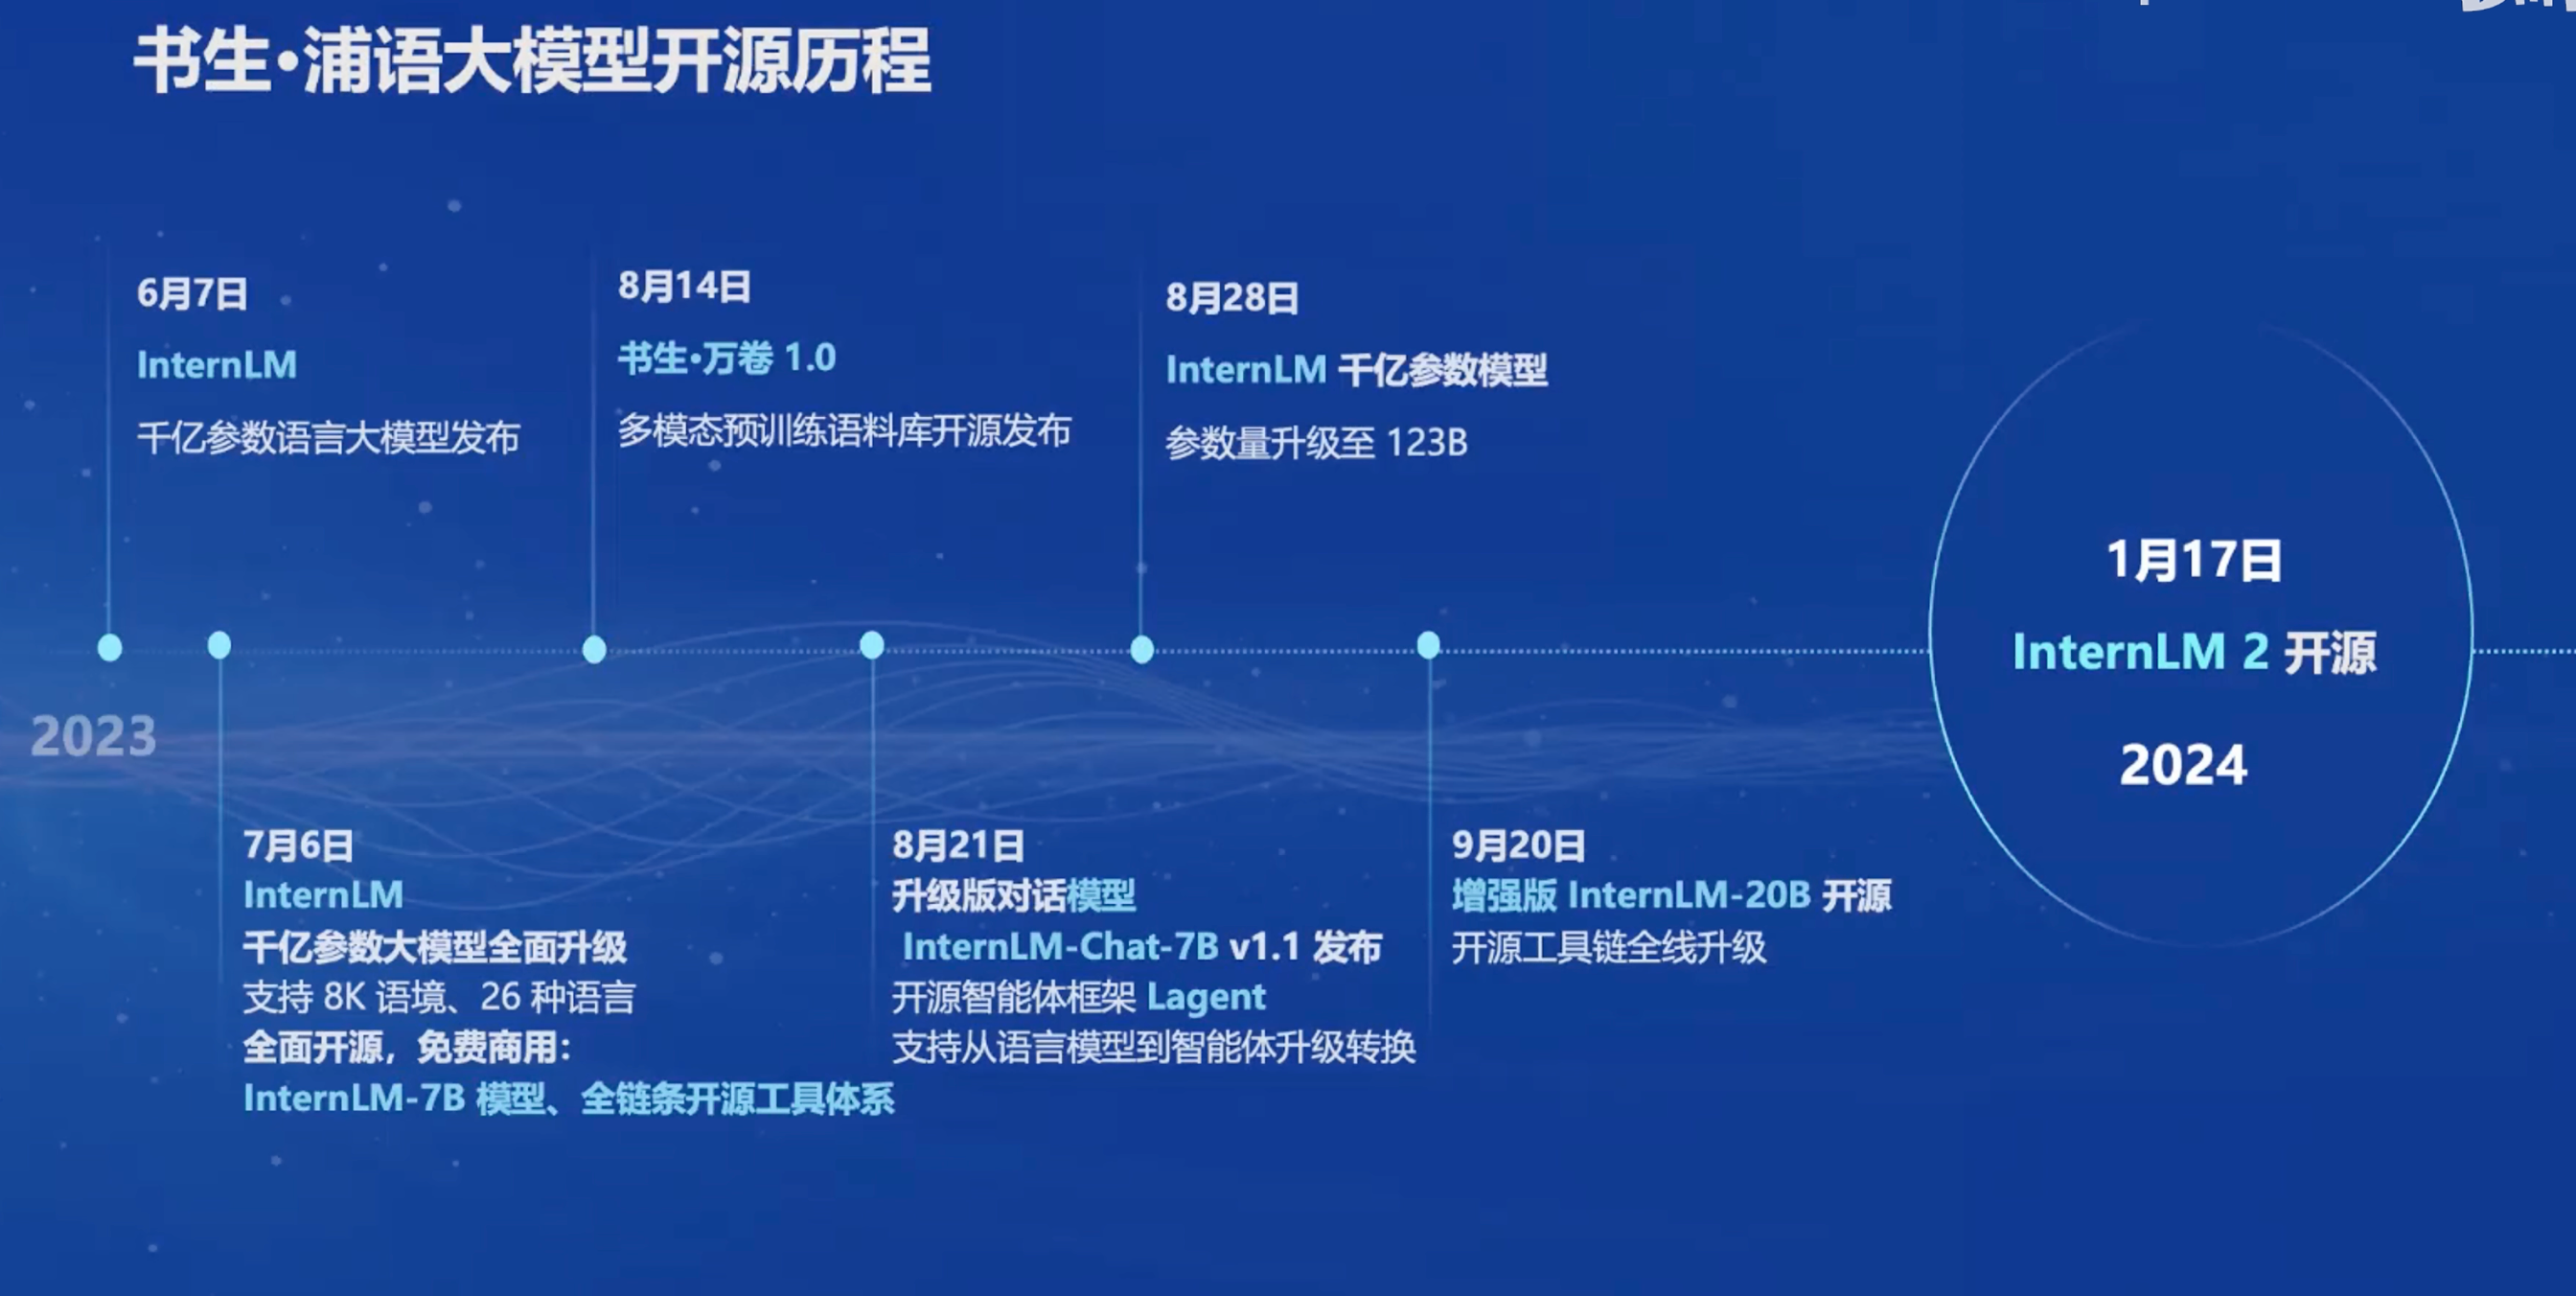 书生·浦语大模型开源历程
6月7日
InternLM
千亿参数语言大模型发布
8月14日
书生·万卷 1.0
多模态预训练语料库开源发布
8月28日
InternLM 千亿参数模型
参数量升级至 123B
2023
7月6日
InternLM
千亿参数大模型全面升级
支持 8K 语境、26 种语言
全面开源，免费商用：
InternLM-7B 模型、全链条开源工具体系
8月21日
升级版对话模型
InternLM-Chat-7B v1.1 发布
开源智能体框架 Lagent
支持从语言模型到智能体升级转换
9月20日
增强版 InternLM-20B 开源
开源工具链全线升级
1月17日
InternLM 2 开源
2024